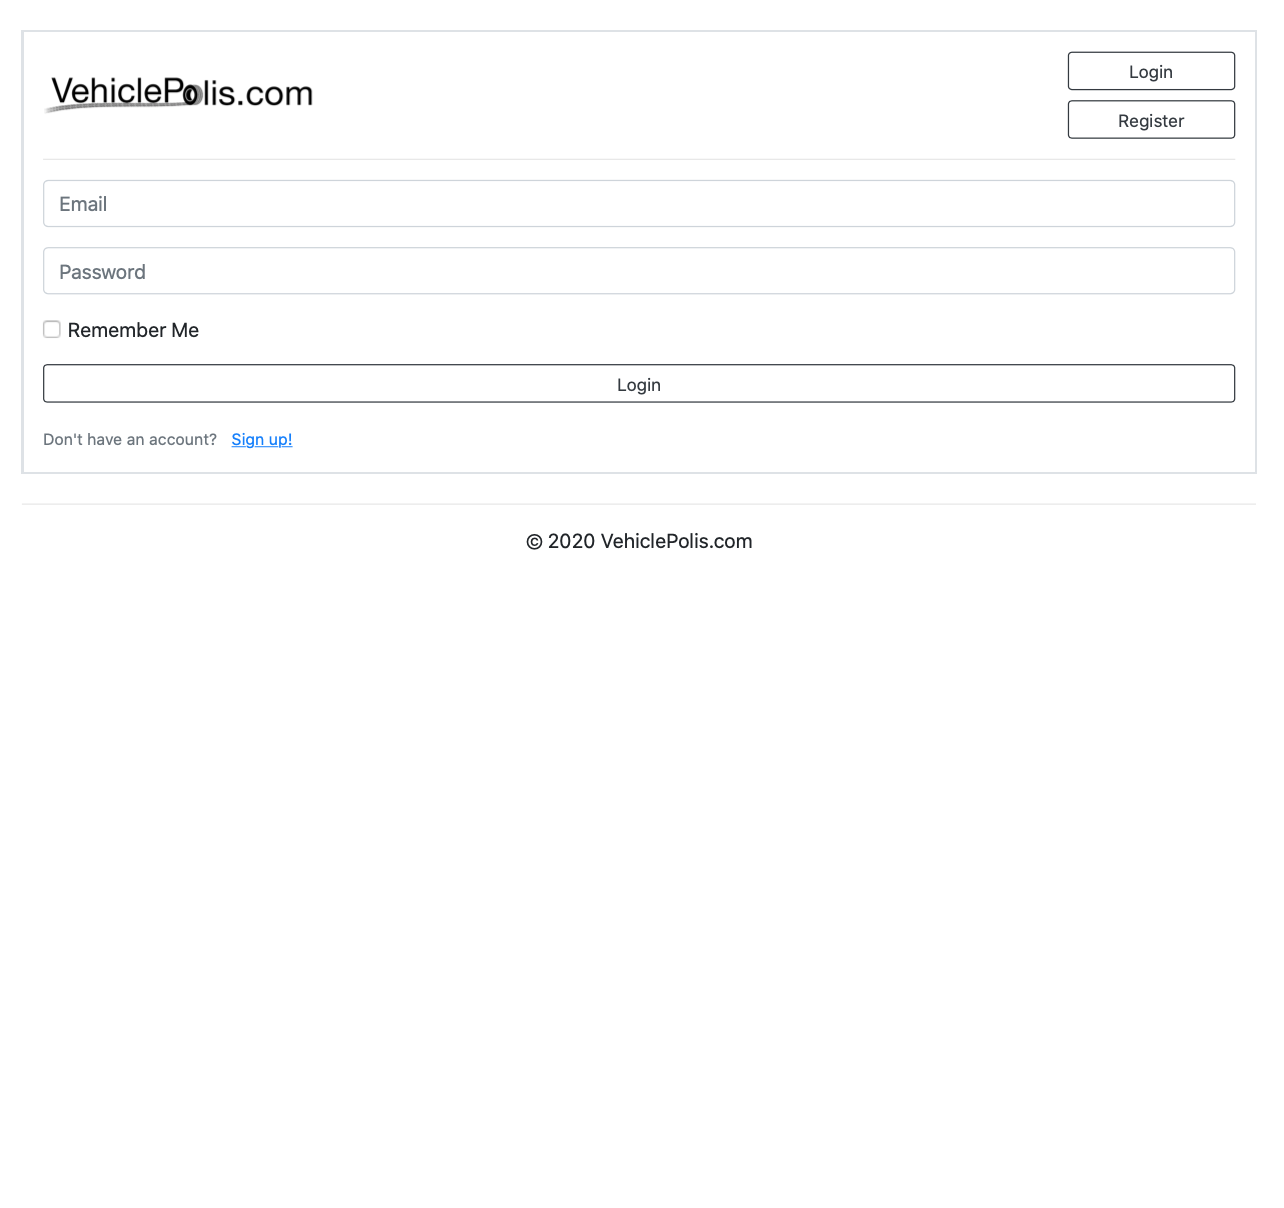 VehiclePolis.com
Login
Register
Email
Password
Remember Me
Login
Don't have an account? Sign up!
© 2020 VehiclePolis.com